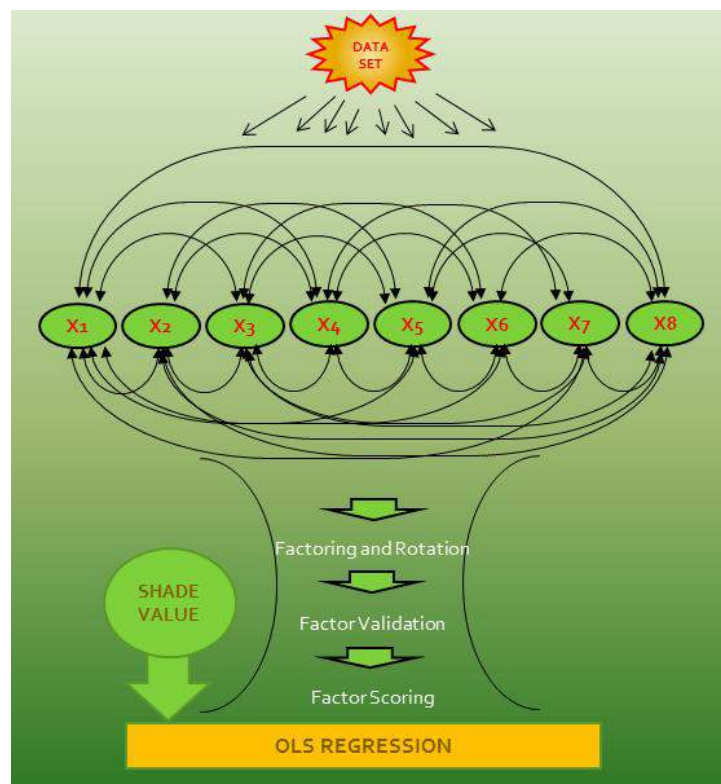 DATA
SET
X1 X2 X3 X4 X5 X6 X7 X8
Factoring and Rotation
SHADE
VALUE
Factor Validation
Factor Scoring
OLS REGRESSION